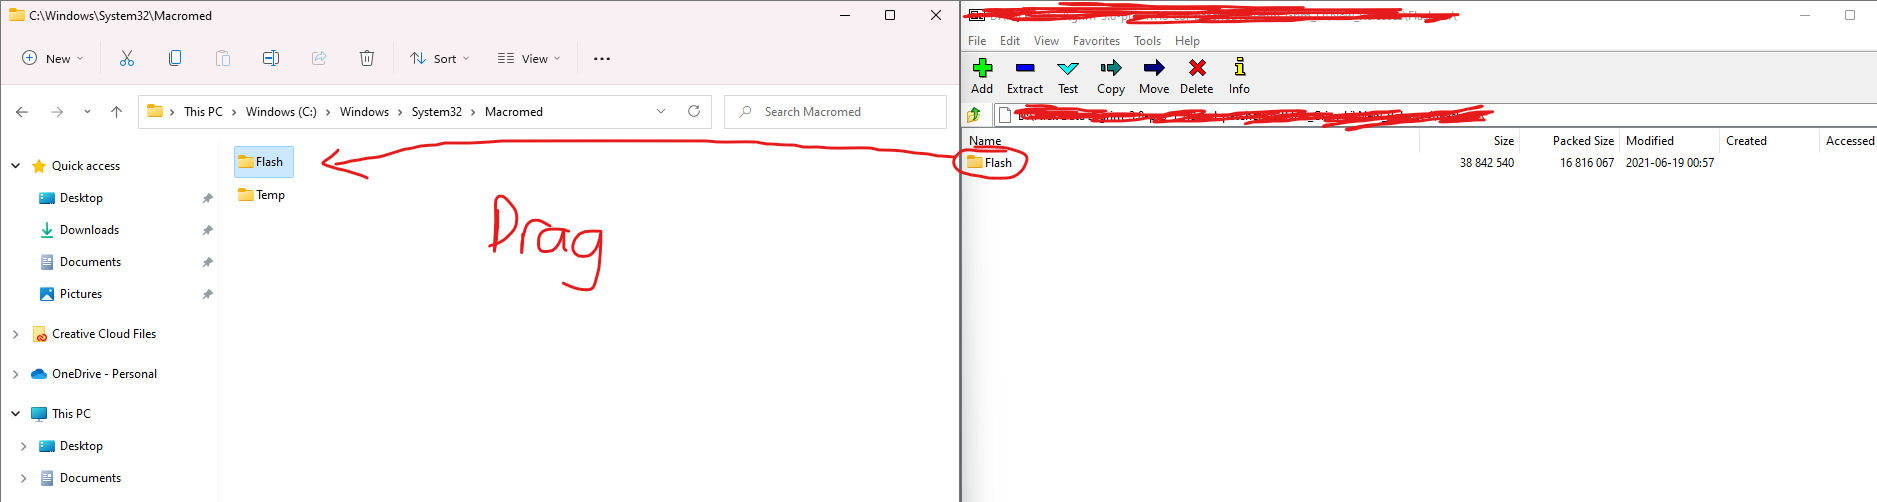 C:\Windows\System32\Macromed
New
Sort
View
This PC > Windows (C:) > Windows > System32 > Macromed
Search Macromed
Quick access
Desktop
Downloads
Documents
Pictures
Creative Cloud Files
OneDrive - Personal
This PC
Desktop
Documents
Flash
Temp
Drag
File Edit View Favorites Tools Help
Add Extract Test Copy Move Delete Info
Name Size Packed Size Modified Created Accessed
Flash 38 842 540 16 816 067 2021-06-19 00:57